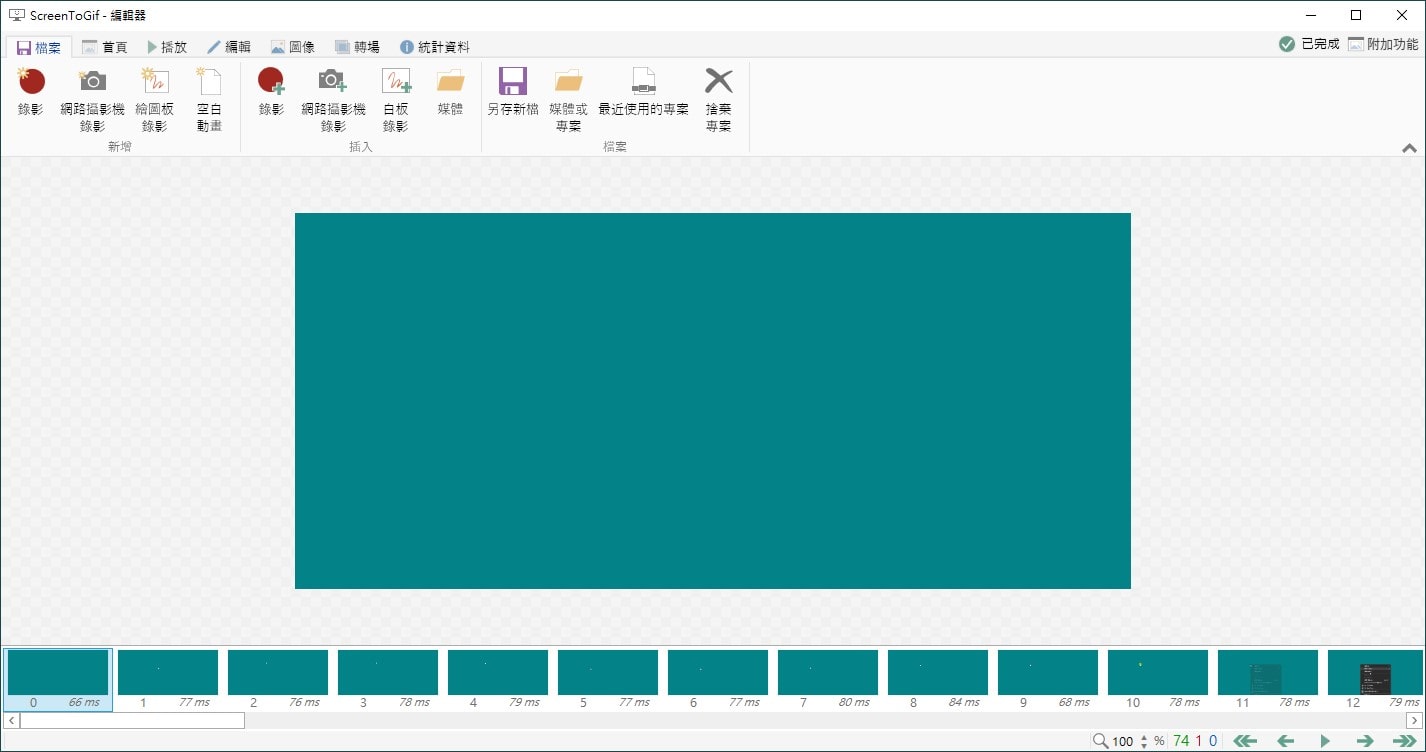 ScreenToGif - 編輯器
檔案 首頁 播放 編輯 圖像 轉場 統計資料 已完成 附加功能
錄影 網路攝影機 繪圖板 空白 錄影 網路攝影機 白板 媒體 另存新檔 媒體或 最近使用的專案 捨棄
錄影 錄影 動畫 錄影 錄影 專案 專案
新增 插入 檔案
0 66 ms 1 77 ms 2 76 ms 3 78 ms 4 79 ms 5 77 ms 6 77 ms 7 80 ms 8 84 ms 9 68 ms 10 78 ms 11 78 ms 12 79 ms
100 % 74 1 0